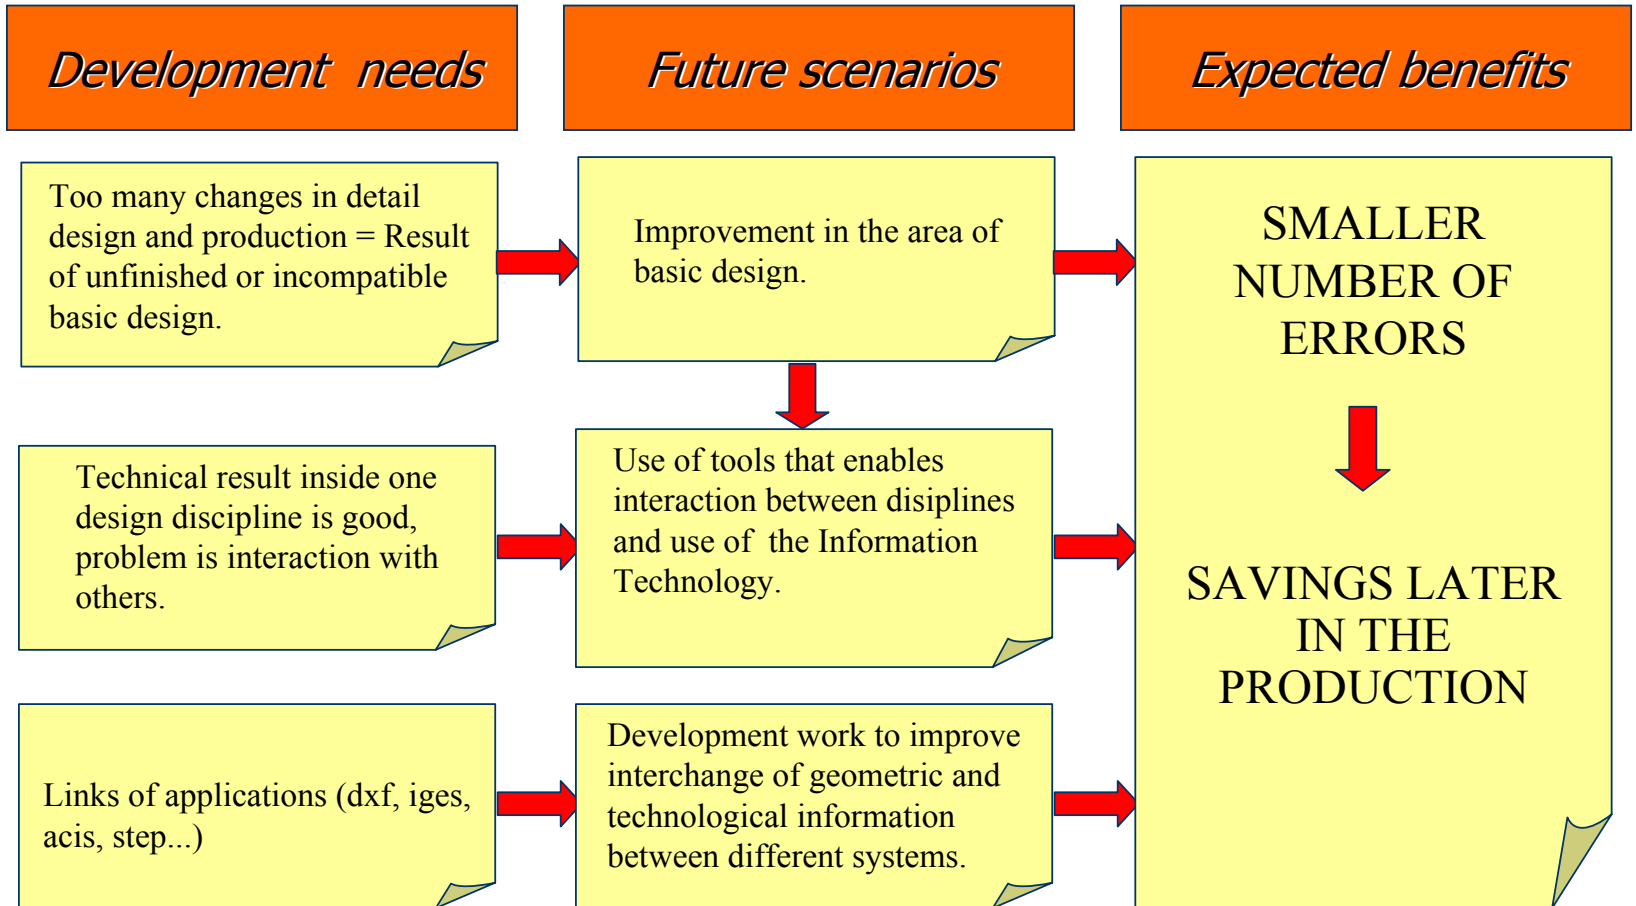 Development needs
Future scenarios
Expected benefits
Too many changes in detail
design and production = Result
of unfinished or incompatible
basic design.
Improvement in the area of
basic design.
SMALLER
NUMBER OF
ERRORS
SAVINGS LATER
IN THE
PRODUCTION
Technical result inside one
design discipline is good,
problem is interaction with
others.
Use of tools that enables
interaction between disiplines
and use of the Information
Technology.
Links of applications (dxf, iges,
acis, step...)
Development work to improve
interchange of geometric and
technological information
between different systems.